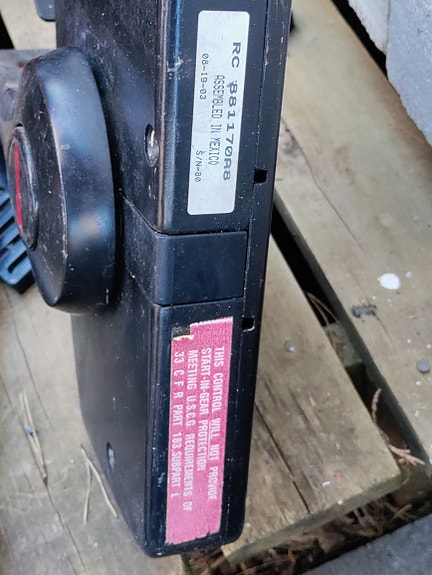 RC 881170A8
ASSEMBLED IN MEXICO
08-19-03 S/N=80
THIS CONTROL WILL NOT PROVIDE
START-IN-GEAR PROTECTION
MEETING U.S.C.G REQUIREMENTS OF
33 C F R PART 183,SUBPART L